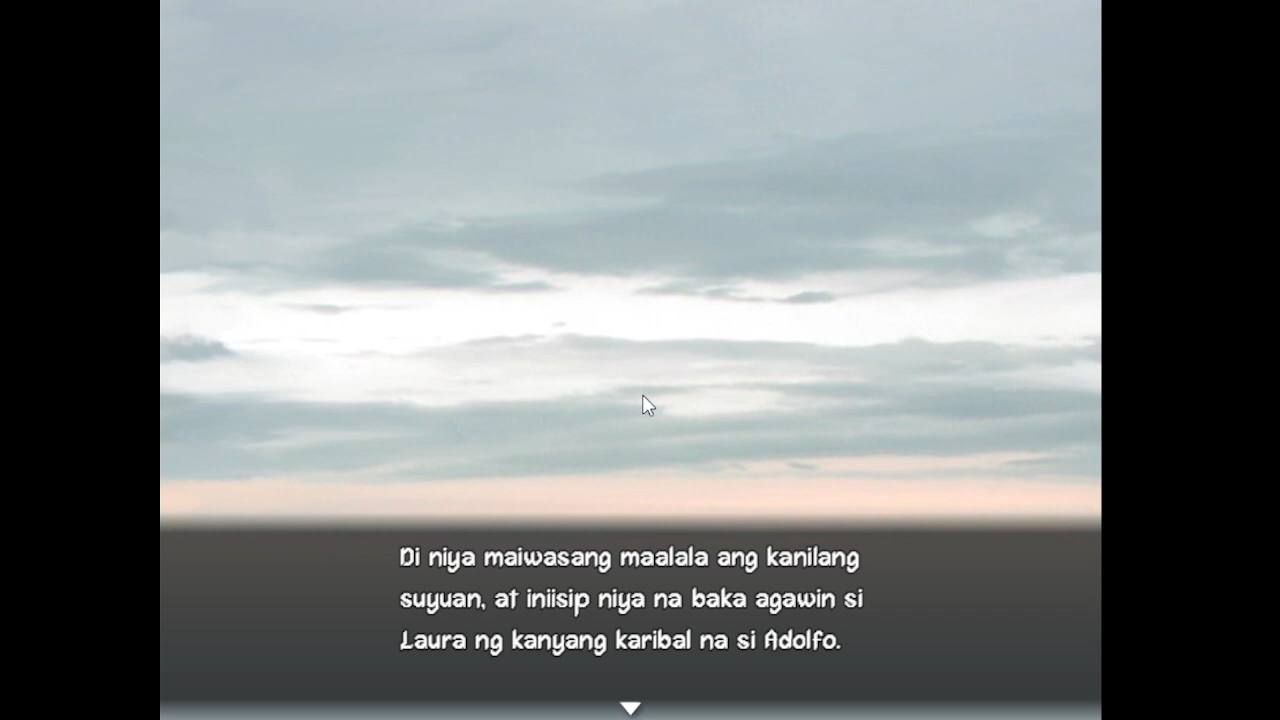 Di niya maiwasang maalala ang kanilang
suyuan, at iniisip niya na baka agawin si
Laura ng kanyang karibal na si Adolfo.